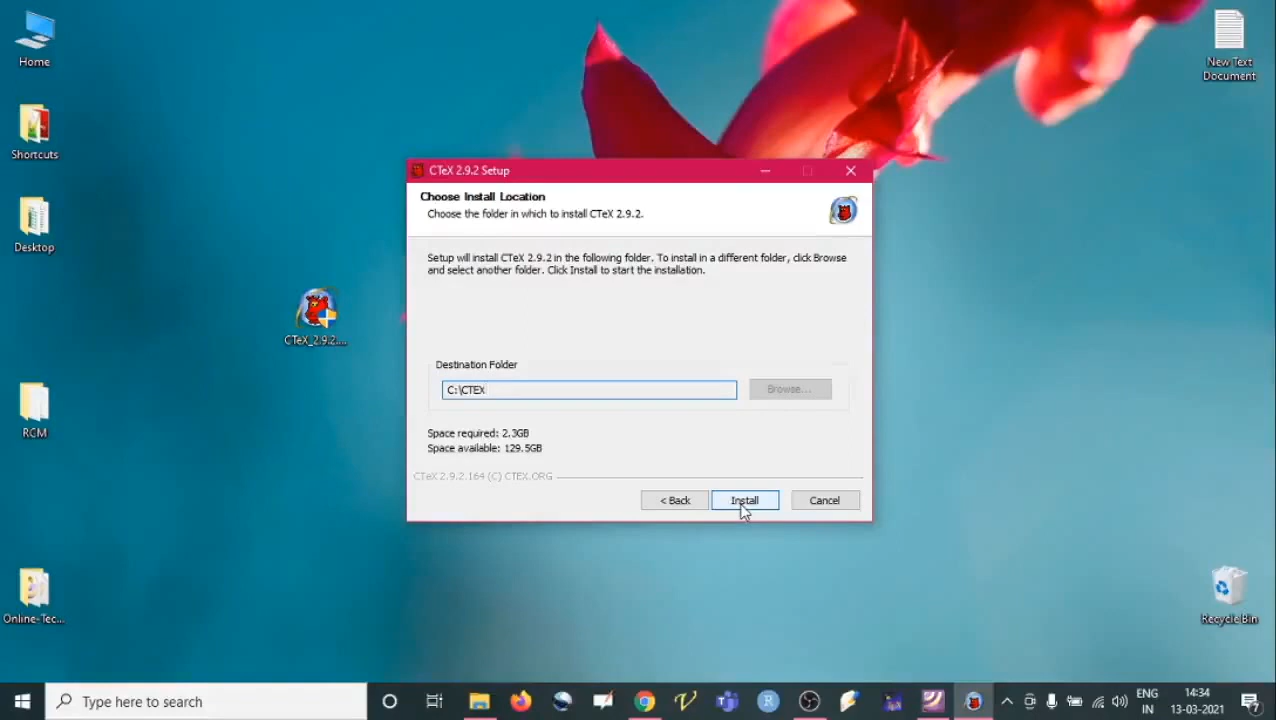 Home
Shortcuts
Desktop
RCM
Online-Tec...
CTeX_2.9.2....
New Text
Document
Recycle Bin
CTeX 2.9.2 Setup
Choose Install Location
Choose the folder in which to install CTeX 2.9.2.
Setup will install CTeX 2.9.2 in the following folder. To install in a different folder, click Browse
and select another folder. Click Install to start the installation.
Destination Folder
C:\CTEX
Browse...
Space required: 2.3GB
Space available: 129.5GB
CTeX 2.9.2.164 (C) CTEX.ORG
< Back
Install
Cancel
Type here to search
ENG
IN
14:34
13-03-2021